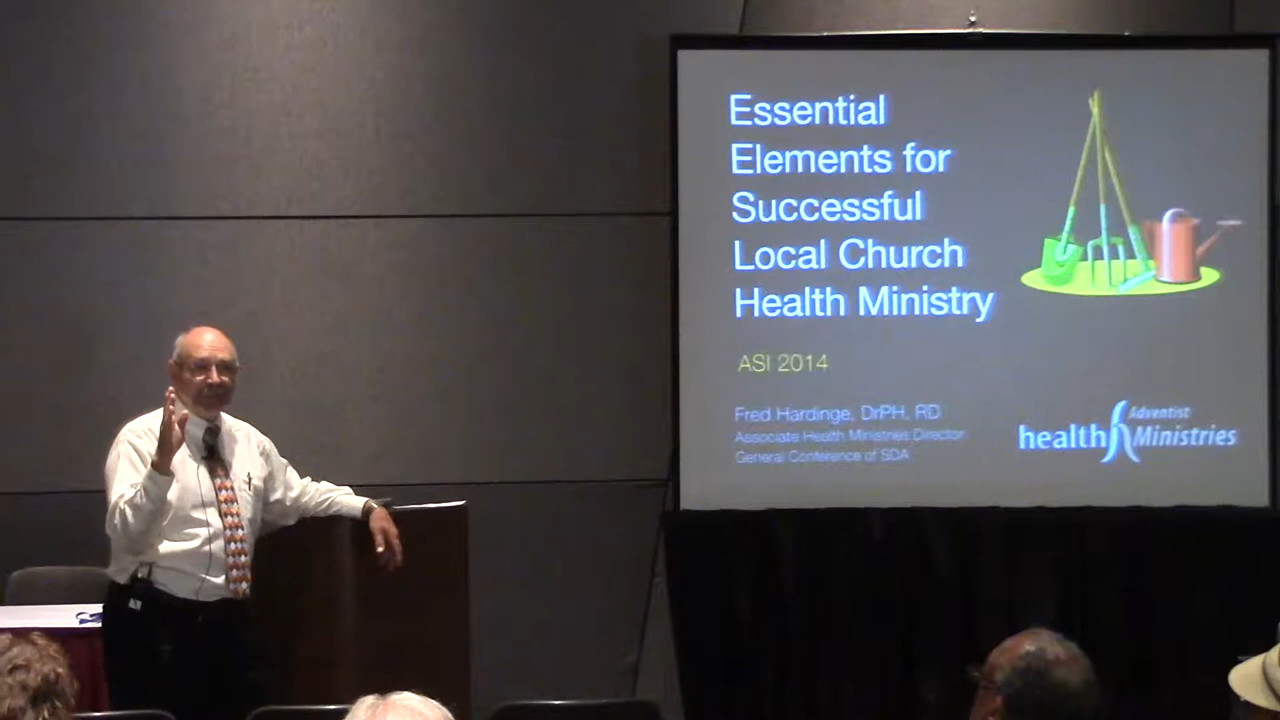 Essential
Elements for
Successful
Local Church
Health Ministry
ASI 2014
Fred Hardinge, DrPH, RD
Associate Health Ministries Director
General Conference of SDA
health Adventist
Ministries